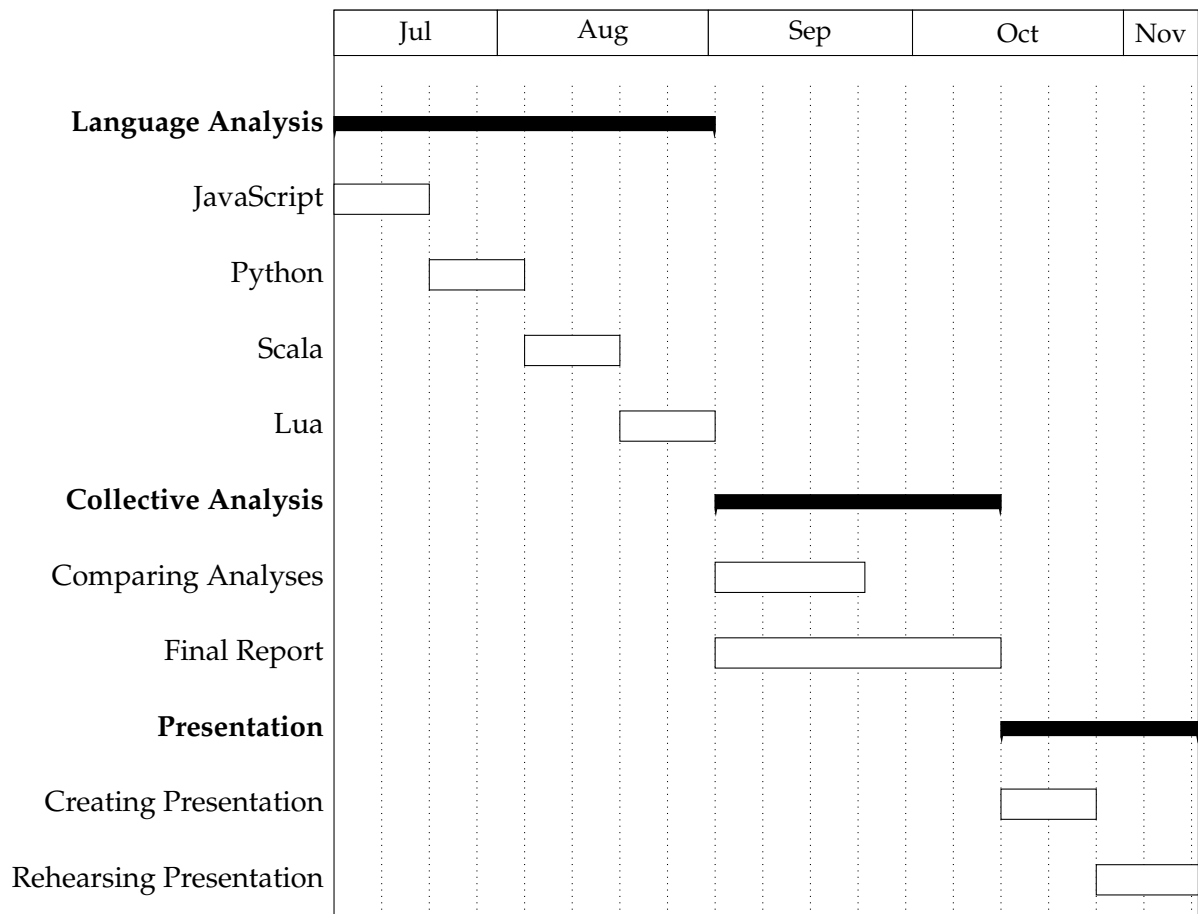 Jul Aug Sep Oct Nov
Language Analysis
JavaScript
Python
Scala
Lua
Collective Analysis
Comparing Analyses
Final Report
Presentation
Creating Presentation
Rehearsing Presentation